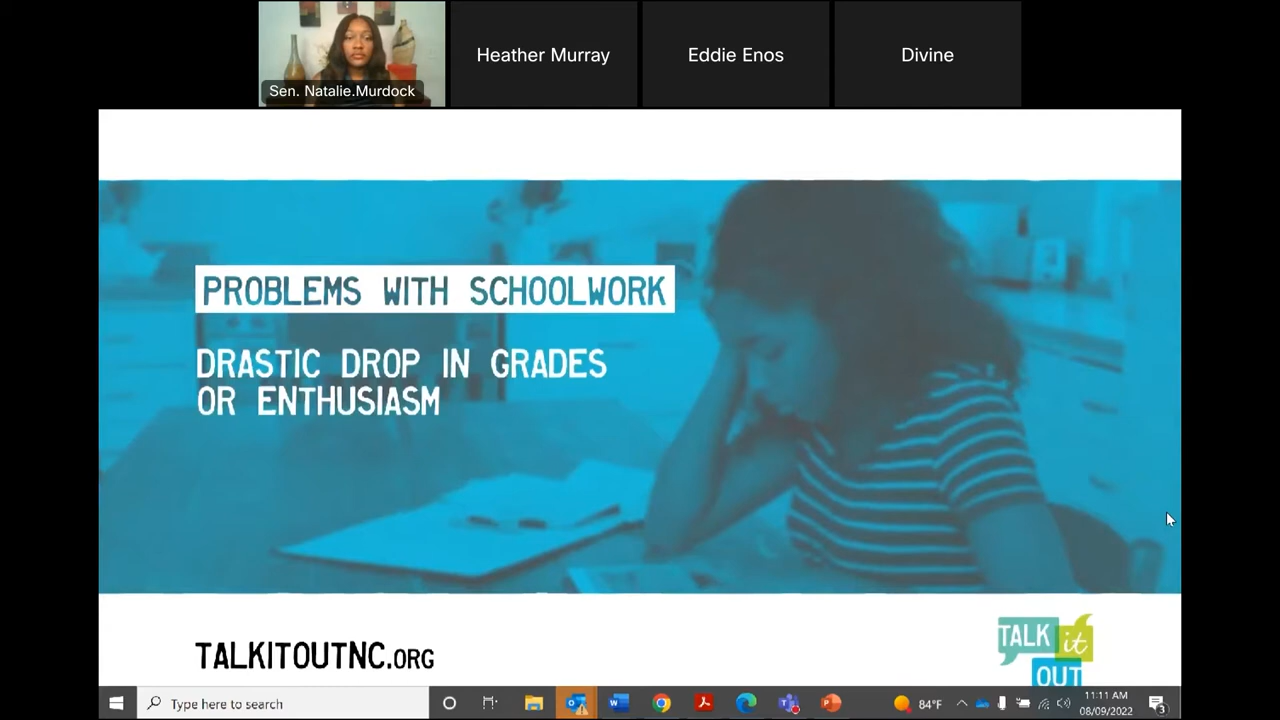 Sen. Natalie.Murdock
Heather Murray
Eddie Enos
Divine
PROBLEMS WITH SCHOOLWORK
DRASTIC DROP IN GRADES
OR ENTHUSIASM
TALKITOUTNC.ORG
TALK it
OUT
Type here to search
84°F
11:11 AM
08/09/2022
3